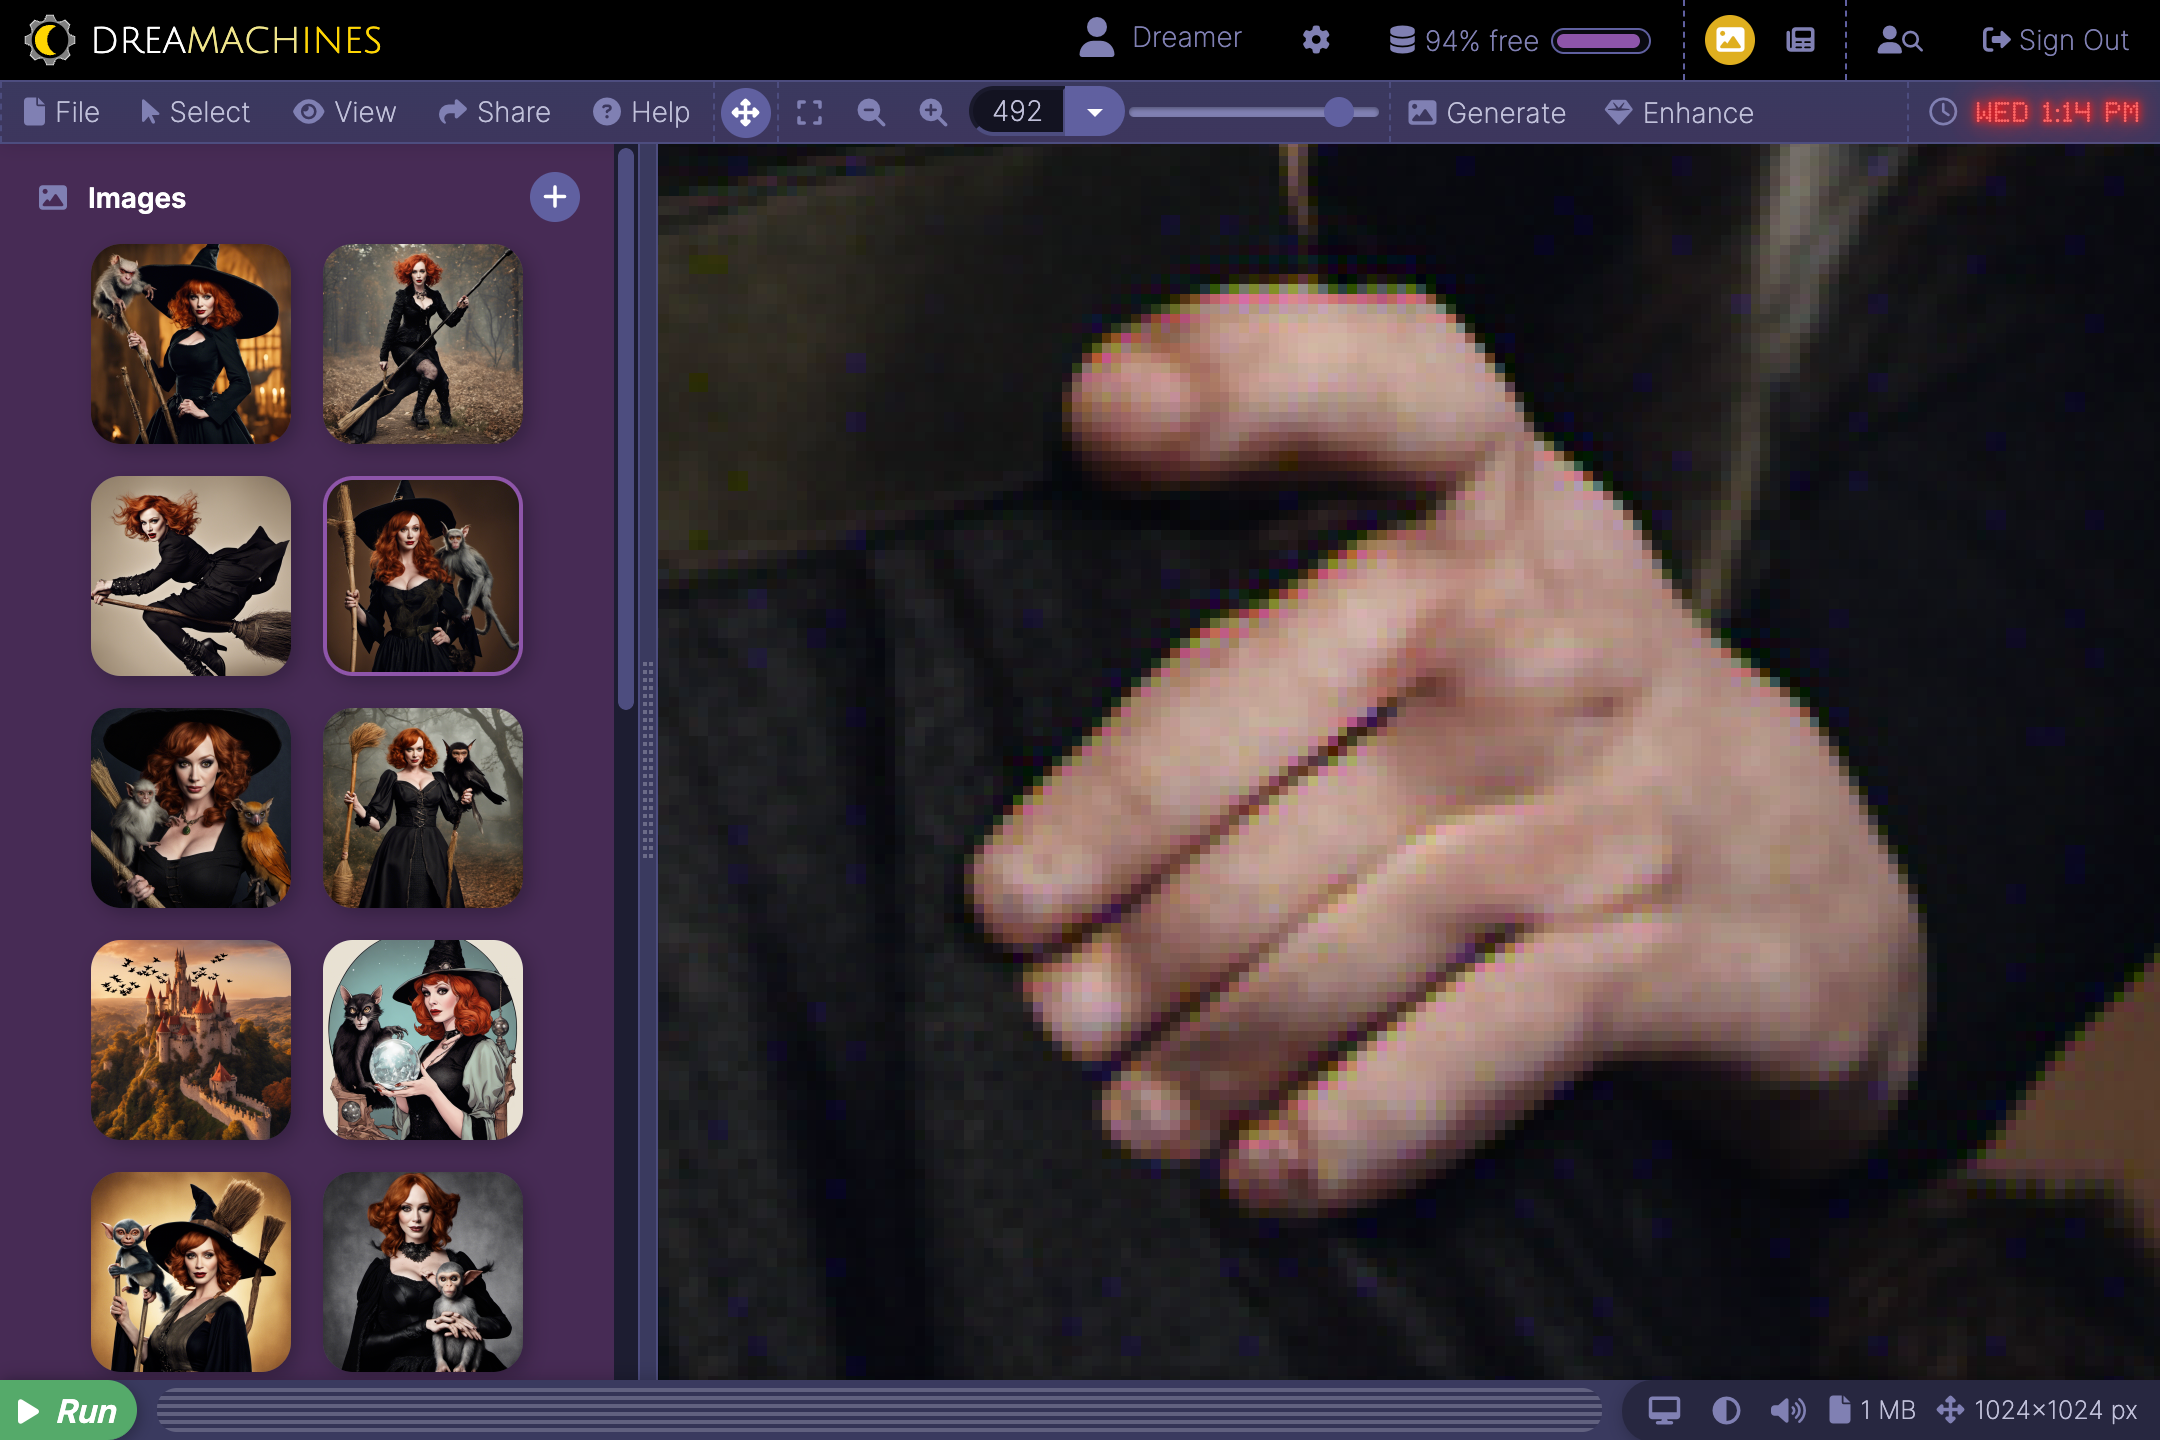 DREAMACHINES
Dreamer
94% free
Sign Out
File
Select
View
Share
Help
492
Generate
Enhance
WED 1:14 PM
Images
Run
1 MB
1024×1024 px